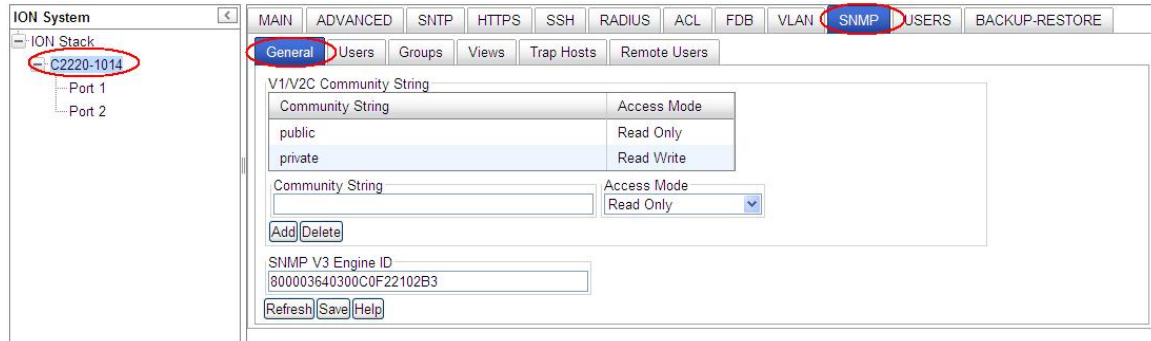 ION System
<
ION Stack
C2220-1014
Port 1
Port 2
MAIN ADVANCED SNTP HTTPS SSH RADIUS ACL FDB VLAN SNMP USERS BACKUP-RESTORE
General Users Groups Views Trap Hosts Remote Users
V1/V2C Community String
Community String Access Mode
public Read Only
private Read Write
Community String Access Mode
Read Only
Add Delete
SNMP V3 Engine ID
800003640300C0F22102B3
Refresh Save Help